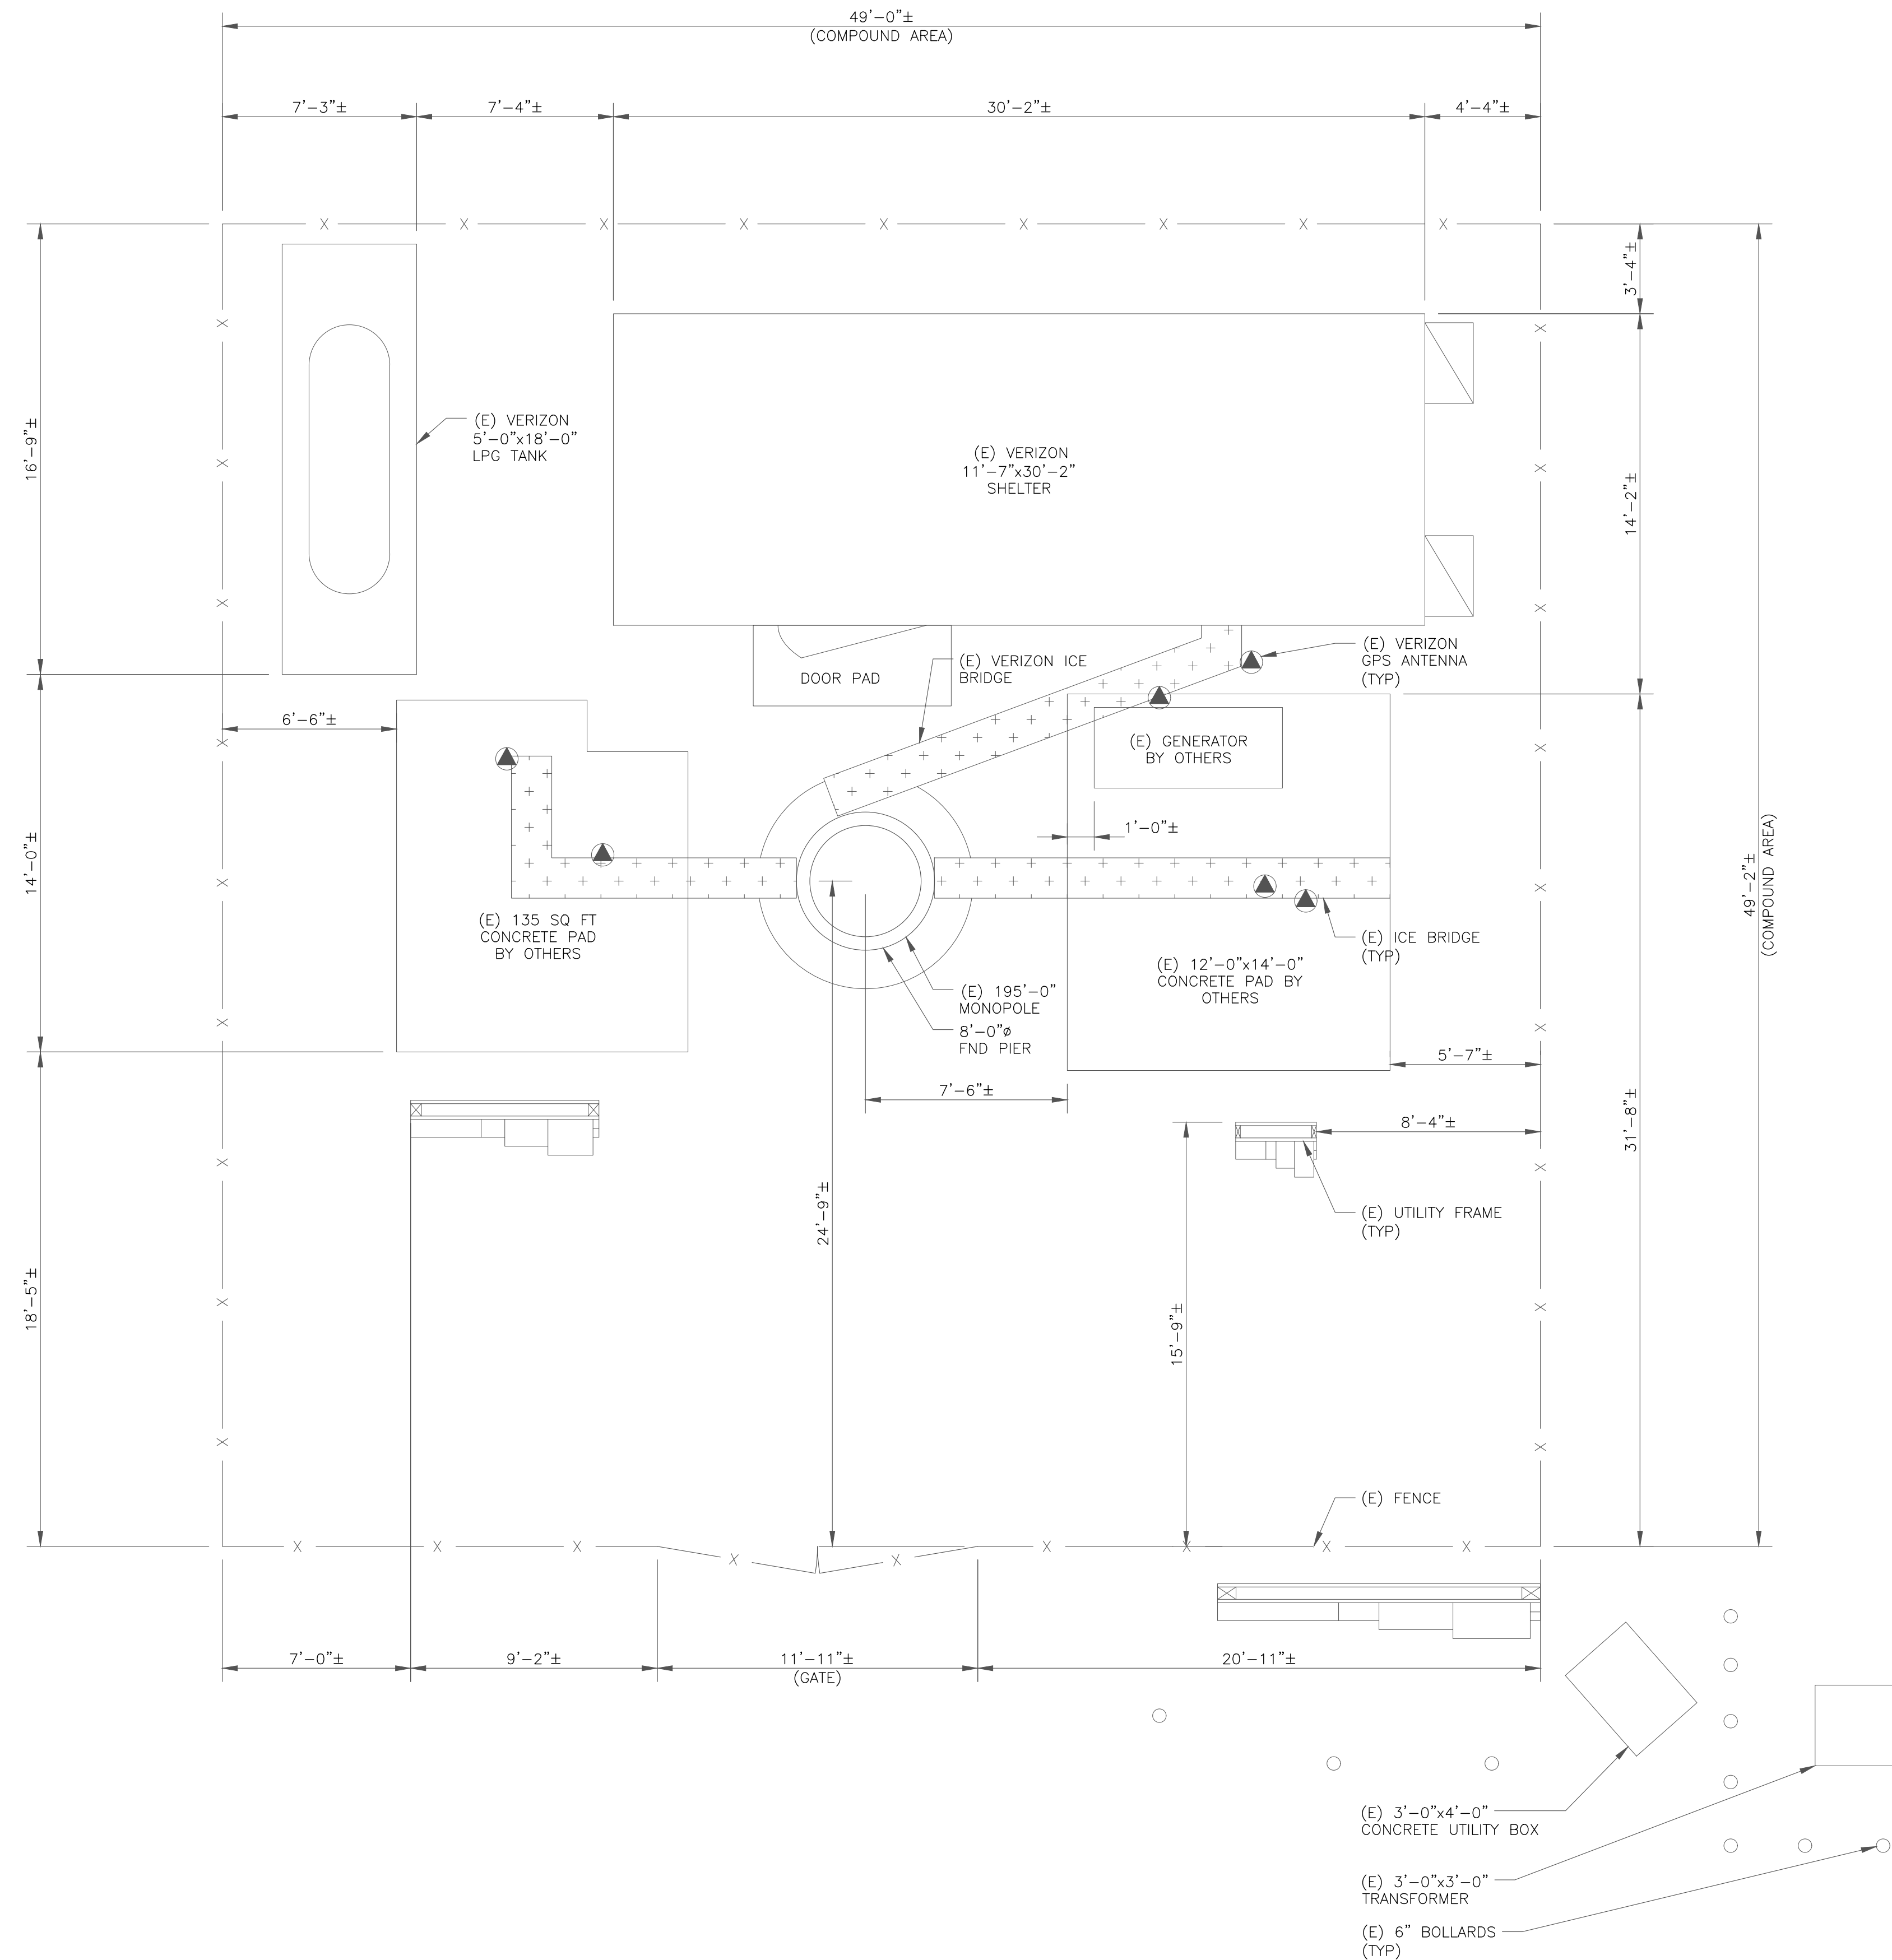 49'-0"±
(COMPOUND AREA)
7'-3"±
7'-4"±
30'-2"±
4'-4"±
3'-4"±
(E) VERIZON
5'-0"x18'-0"
LPG TANK
16'-9"±
(E) VERIZON
11'-7"x30'-2"
SHELTER
14'-2"±
DOOR PAD
(E) VERIZON ICE
BRIDGE
(E) VERIZON
GPS ANTENNA
(TYP)
6'-6"±
(E) GENERATOR
BY OTHERS
1'-0"±
14'-0"±
49'-2"±
(COMPOUND AREA)
(E) 135 SQ FT
CONCRETE PAD
BY OTHERS
(E) ICE BRIDGE
(TYP)
(E) 12'-0"x14'-0"
CONCRETE PAD BY
OTHERS
(E) 195'-0"
MONOPOLE
8'-0"ø
FND PIER
5'-7"±
7'-6"±
8'-4"±
31'-8"±
24'-9"±
(E) UTILITY FRAME
(TYP)
18'-5"±
15'-9"±
(E) FENCE
7'-0"±
9'-2"±
11'-11"±
(GATE)
20'-11"±
(E) 3'-0"x4'-0"
CONCRETE UTILITY BOX
(E) 3'-0"x3'-0"
TRANSFORMER
(E) 6" BOLLARDS
(TYP)